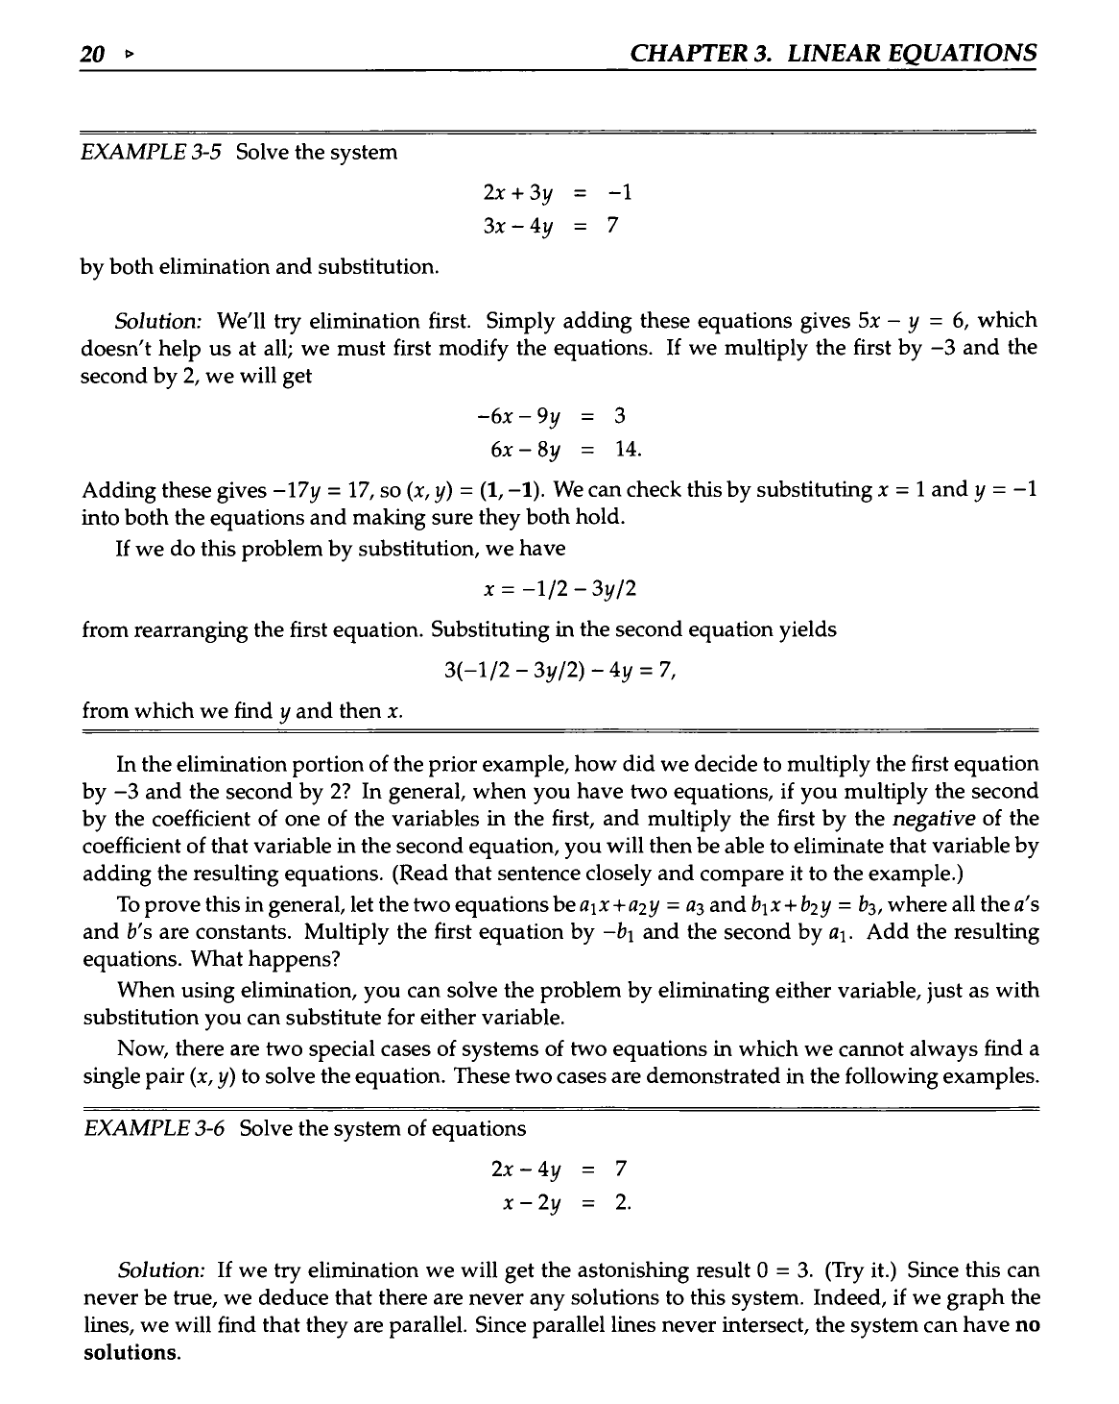 20 ▹ CHAPTER 3. LINEAR EQUATIONS
EXAMPLE 3-5 Solve the system
2x + 3y = −1
3x − 4y = 7
by both elimination and substitution.
Solution: We'll try elimination first. Simply adding these equations gives 5x − y = 6, which
doesn't help us at all; we must first modify the equations. If we multiply the first by −3 and the
second by 2, we will get
−6x − 9y = 3
6x − 8y = 14.
Adding these gives −17y = 17, so (x, y) = (1, −1). We can check this by substituting x = 1 and y = −1
into both the equations and making sure they both hold.
If we do this problem by substitution, we have
x = −1/2 − 3y/2
from rearranging the first equation. Substituting in the second equation yields
3(−1/2 − 3y/2) − 4y = 7,
from which we find y and then x.
In the elimination portion of the prior example, how did we decide to multiply the first equation
by −3 and the second by 2? In general, when you have two equations, if you multiply the second
by the coefficient of one of the variables in the first, and multiply the first by the negative of the
coefficient of that variable in the second equation, you will then be able to eliminate that variable by
adding the resulting equations. (Read that sentence closely and compare it to the example.)
To prove this in general, let the two equations be a₁x+a₂y = a₃ and b₁x+b₂y = b₃, where all the a's
and b's are constants. Multiply the first equation by −b₁ and the second by a₁. Add the resulting
equations. What happens?
When using elimination, you can solve the problem by eliminating either variable, just as with
substitution you can substitute for either variable.
Now, there are two special cases of systems of two equations in which we cannot always find a
single pair (x, y) to solve the equation. These two cases are demonstrated in the following examples.
EXAMPLE 3-6 Solve the system of equations
2x − 4y = 7
x − 2y = 2.
Solution: If we try elimination we will get the astonishing result 0 = 3. (Try it.) Since this can
never be true, we deduce that there are never any solutions to this system. Indeed, if we graph the
lines, we will find that they are parallel. Since parallel lines never intersect, the system can have no
solutions.